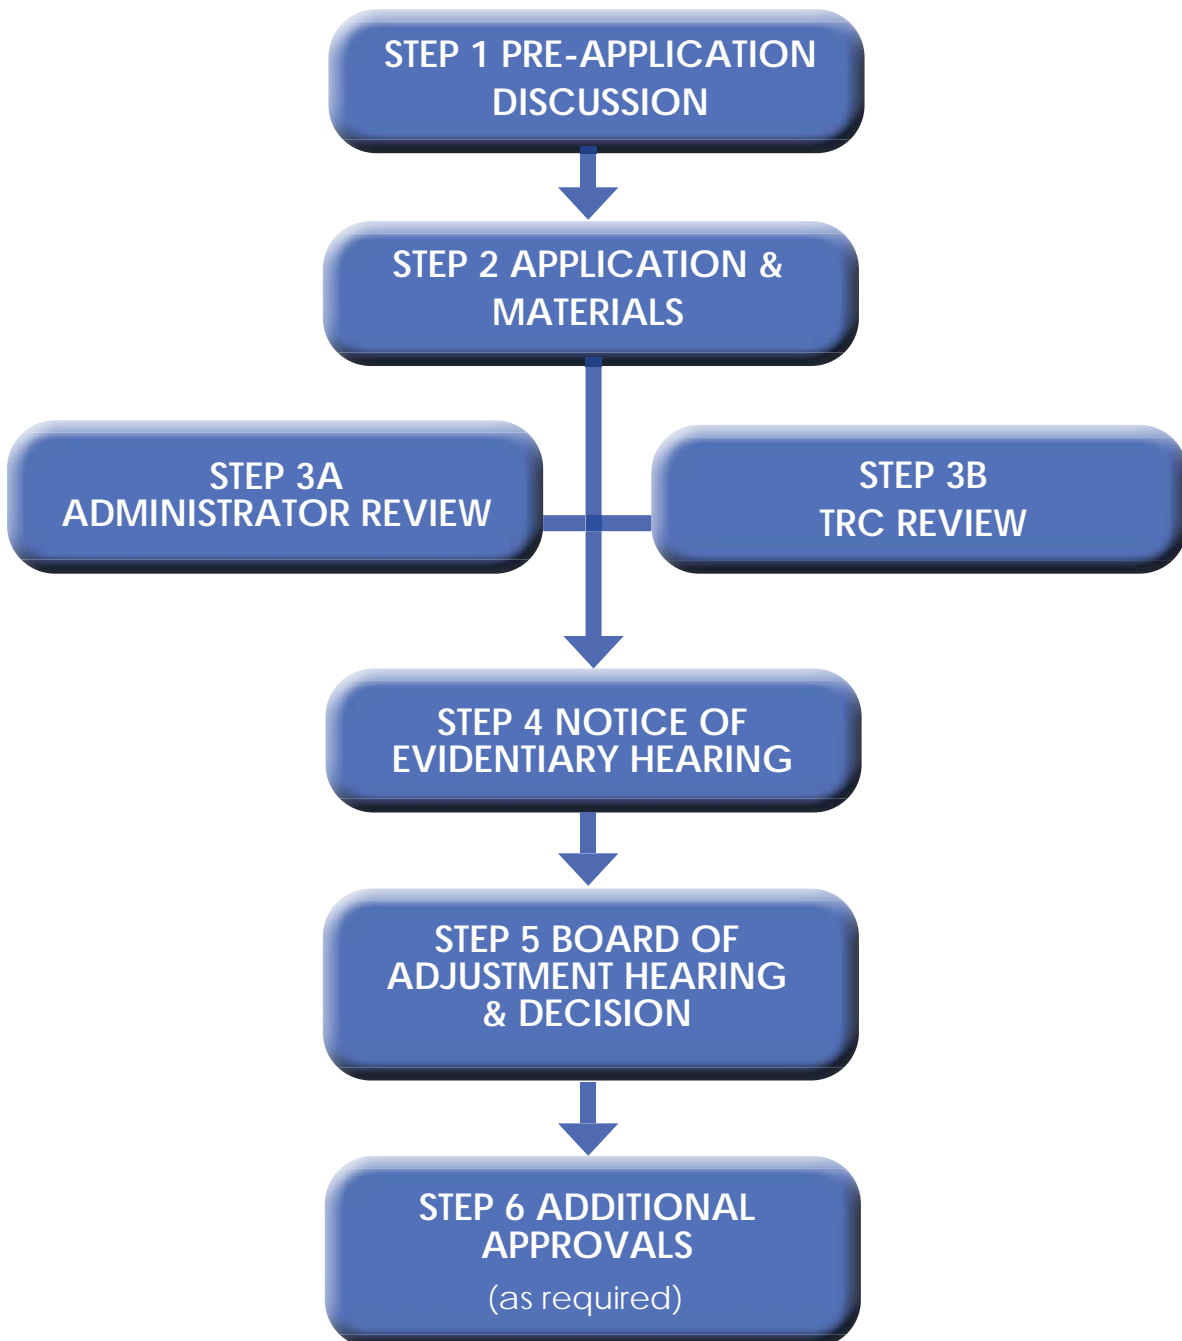 STEP 1 PRE-APPLICATION
DISCUSSION
STEP 2 APPLICATION &
MATERIALS
STEP 3A
ADMINISTRATOR REVIEW
STEP 3B
TRC REVIEW
STEP 4 NOTICE OF
EVIDENTIARY HEARING
STEP 5 BOARD OF
ADJUSTMENT HEARING
& DECISION
STEP 6 ADDITIONAL
APPROVALS
(as required)